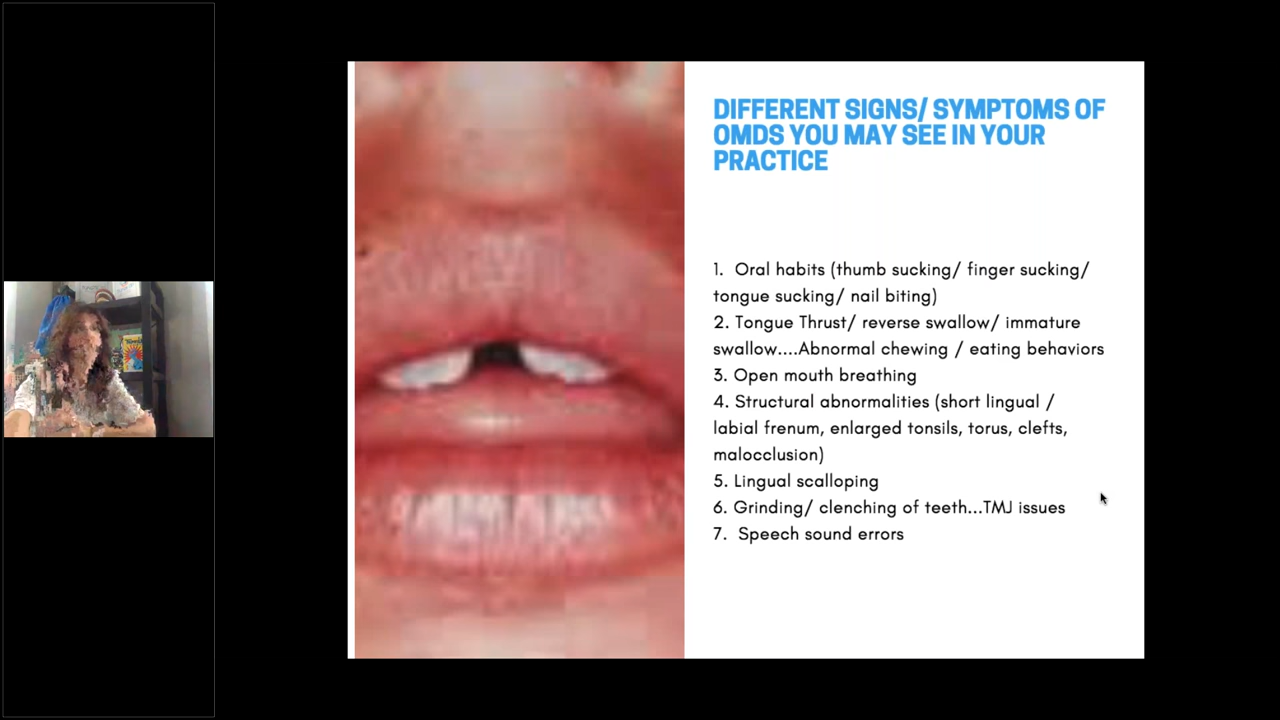 DIFFERENT SIGNS/ SYMPTOMS OF
OMDS YOU MAY SEE IN YOUR
PRACTICE
1. Oral habits (thumb sucking/ finger sucking/
tongue sucking/ nail biting)
2. Tongue Thrust/ reverse swallow/ immature
swallow....Abnormal chewing / eating behaviors
3. Open mouth breathing
4. Structural abnormalities (short lingual /
labial frenum, enlarged tonsils, torus, clefts,
malocclusion)
5. Lingual scalloping
6. Grinding/ clenching of teeth...TMJ issues
7. Speech sound errors